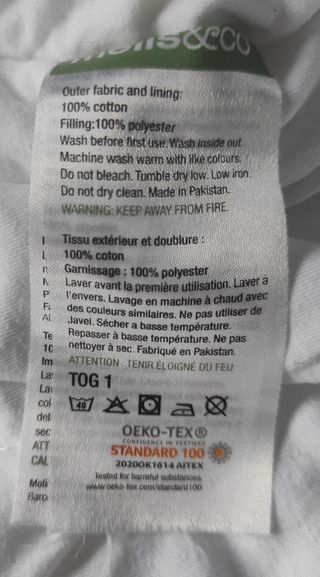 molis&co
Outer fabric and lining:
100% cotton
Filling:100% polyester
Wash before first use. Wash inside out.
Machine wash warm with like colours.
Do not bleach. Tumble dry low. Low iron.
Do not dry clean. Made in Pakistan.
WARNING: KEEP AWAY FROM FIRE.
Tissu extérieur et doublure :
100% coton
Garnissage : 100% polyester
Laver avant la première utilisation. Laver à
l'envers. Lavage en machine à chaud avec
des couleurs similaires. Ne pas utiliser de
Javel. Sécher a basse température.
Repasser à basse température. Ne pas
nettoyer à sec. Fabriqué en Pakistan.
ATTENTION TENIR ÉLOIGNÉ DU FEU
TOG 1
40
OEKO-TEX®
CONFIDENCE IN TEXTILES
STANDARD 100
2020OK1614 AITEX
Tested for harmful substances.
www.oeko-tex.com/standard100